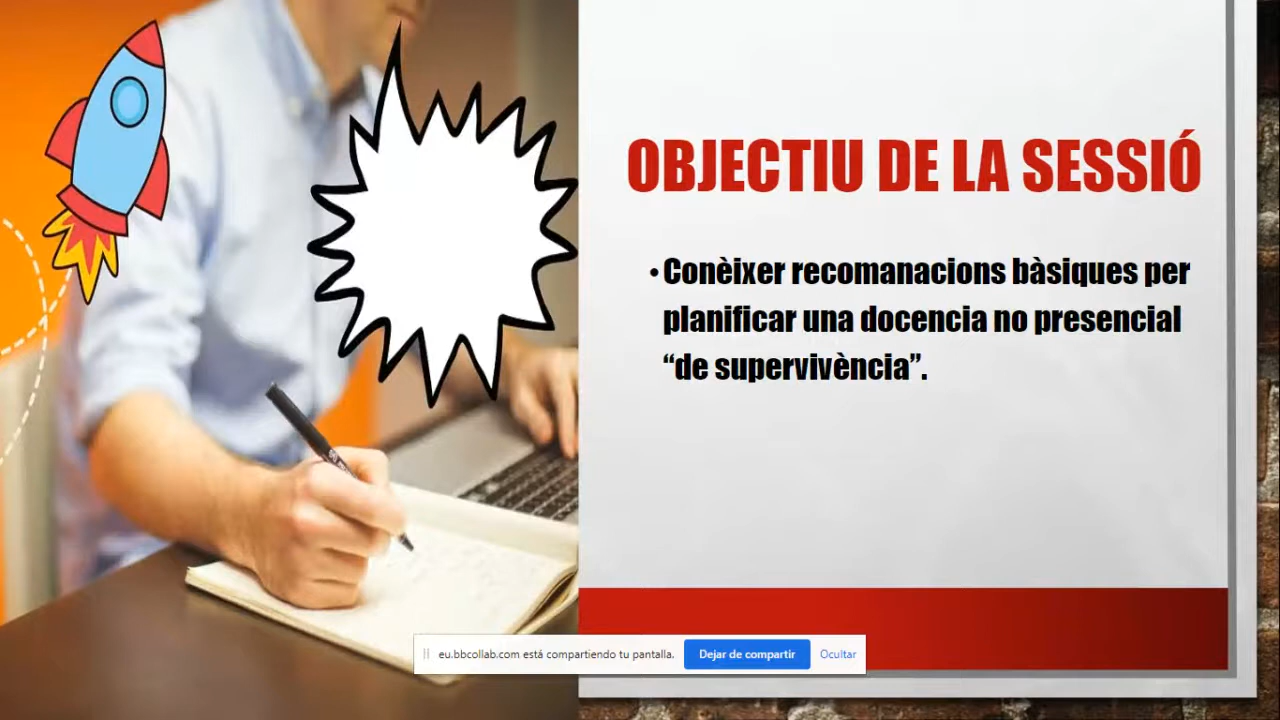 OBJECTIU DE LA SESSIÓ
•Conèixer recomanacions bàsiques per
planificar una docencia no presencial
“de supervivència”.
eu.bbcollab.com está compartiendo tu pantalla.
Dejar de compartir
Ocultar